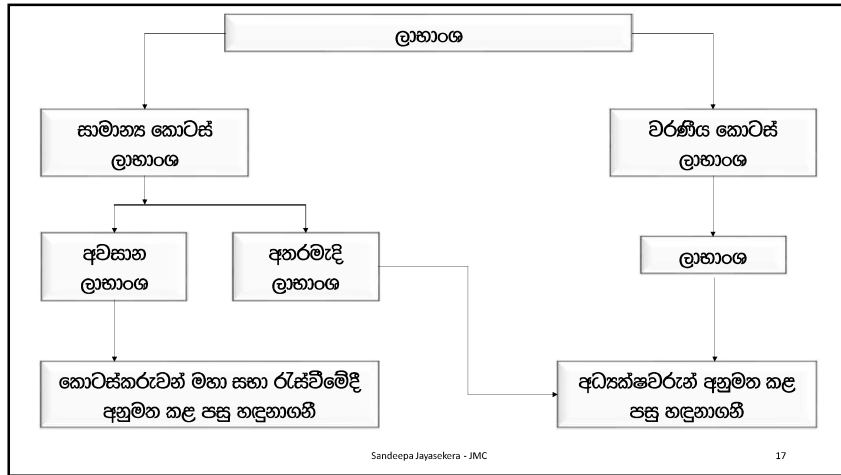 ලාභාංශ
සාමාන්‍ය කොටස්
ලාභාංශ
වරණීය කොටස්
ලාභාංශ
අවසාන
ලාභාංශ
අතරමැදි
ලාභාංශ
ලාභාංශ
කොටස්කරුවන් මහා සභා රැස්වීමේදී
අනුමත කළ පසු හඳුනාගනී
අධ්‍යක්ෂවරුන් අනුමත කළ
පසු හඳුනාගනී
Sandeepa Jayasekera - JMC
17